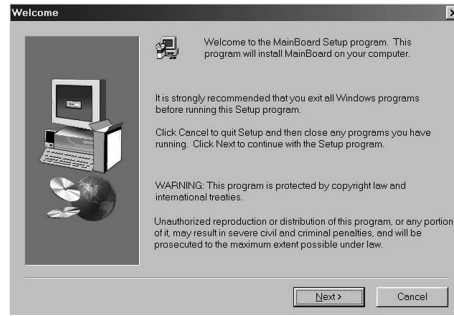 Welcome
Welcome to the MainBoard Setup program. This
program will install MainBoard on your computer.
It is strongly recommended that you exit all Windows programs
before running this Setup program.
Click Cancel to quit Setup and then close any programs you have
running. Click Next to continue with the Setup program.
WARNING: This program is protected by copyright law and
international treaties.
Unauthorized reproduction or distribution of this program, or any portion
of it, may result in severe civil and criminal penalties, and will be
prosecuted to the maximum extent possible under law.
Next >
Cancel